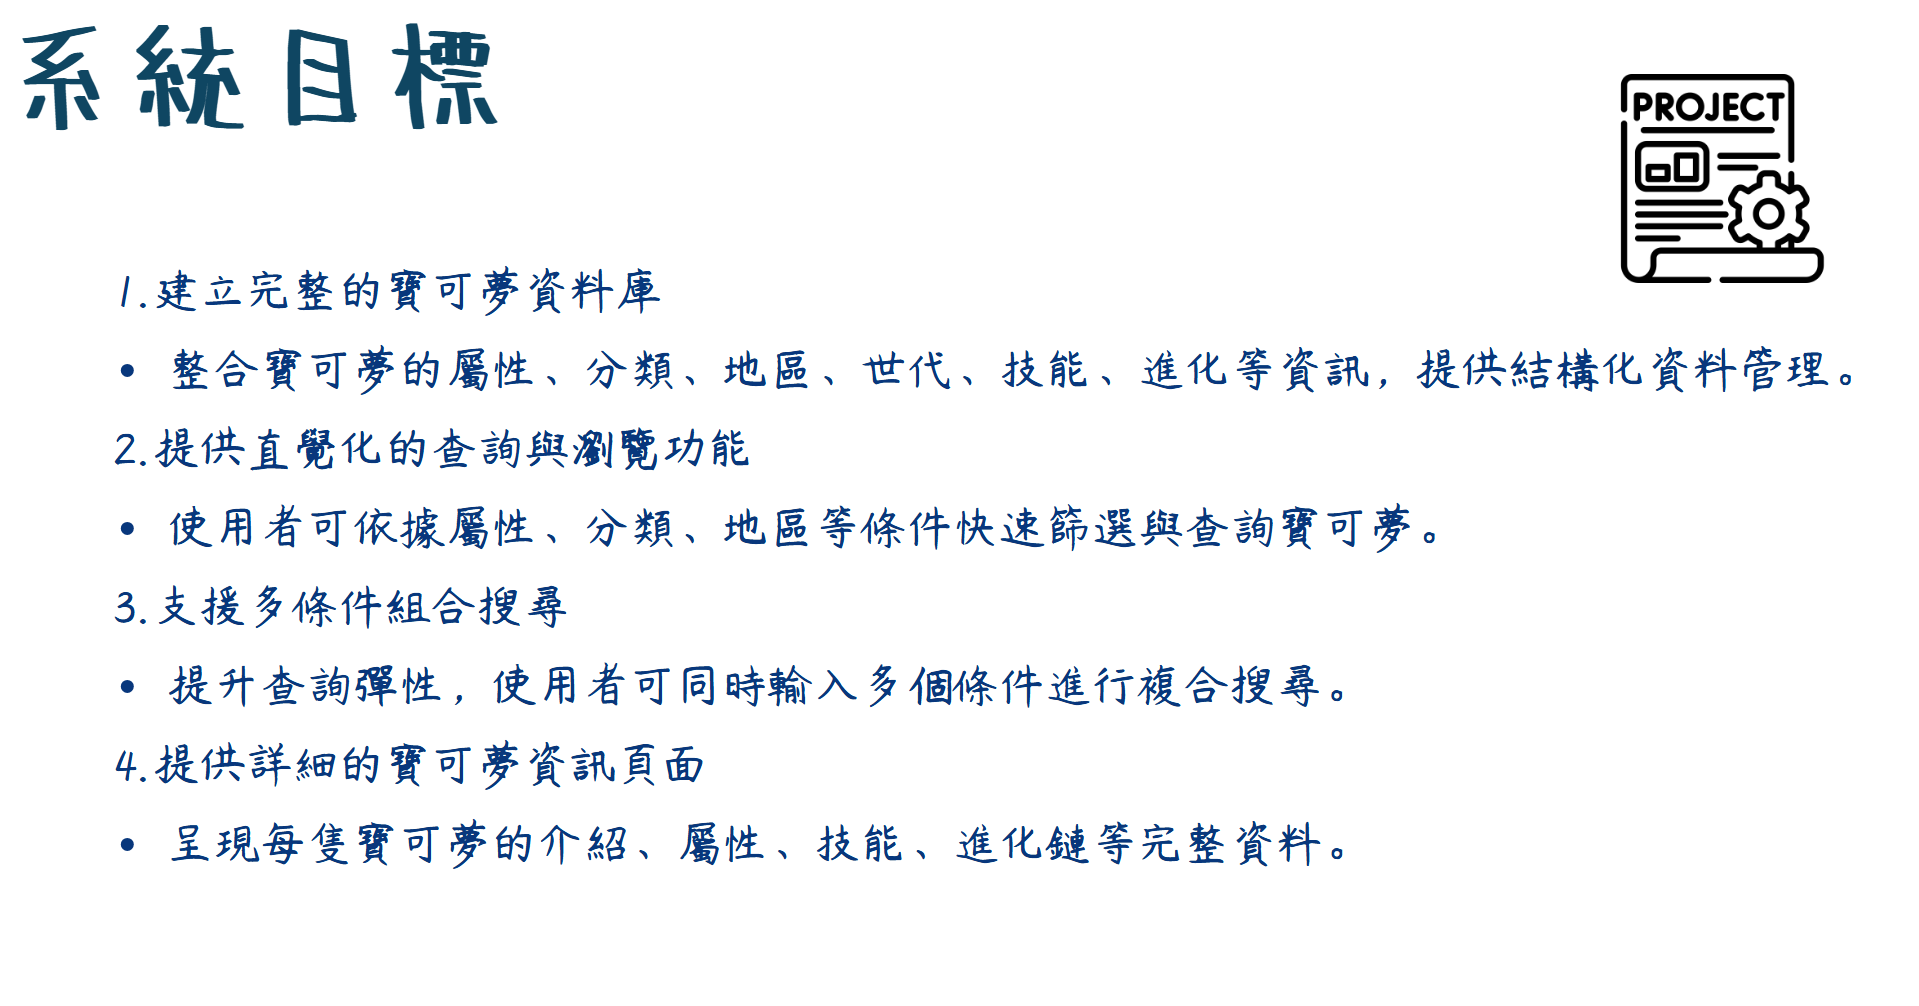 系統目標
PROJECT
1.建立完整的寶可夢資料庫
• 整合寶可夢的屬性、分類、地區、世代、技能、進化等資訊，提供結構化資料管理。
2.提供直覺化的查詢與瀏覽功能
• 使用者可依據屬性、分類、地區等條件快速篩選與查詢寶可夢。
3.支援多條件組合搜尋
• 提升查詢彈性，使用者可同時輸入多個條件進行複合搜尋。
4.提供詳細的寶可夢資訊頁面
• 呈現每隻寶可夢的介紹、屬性、技能、進化鏈等完整資料。